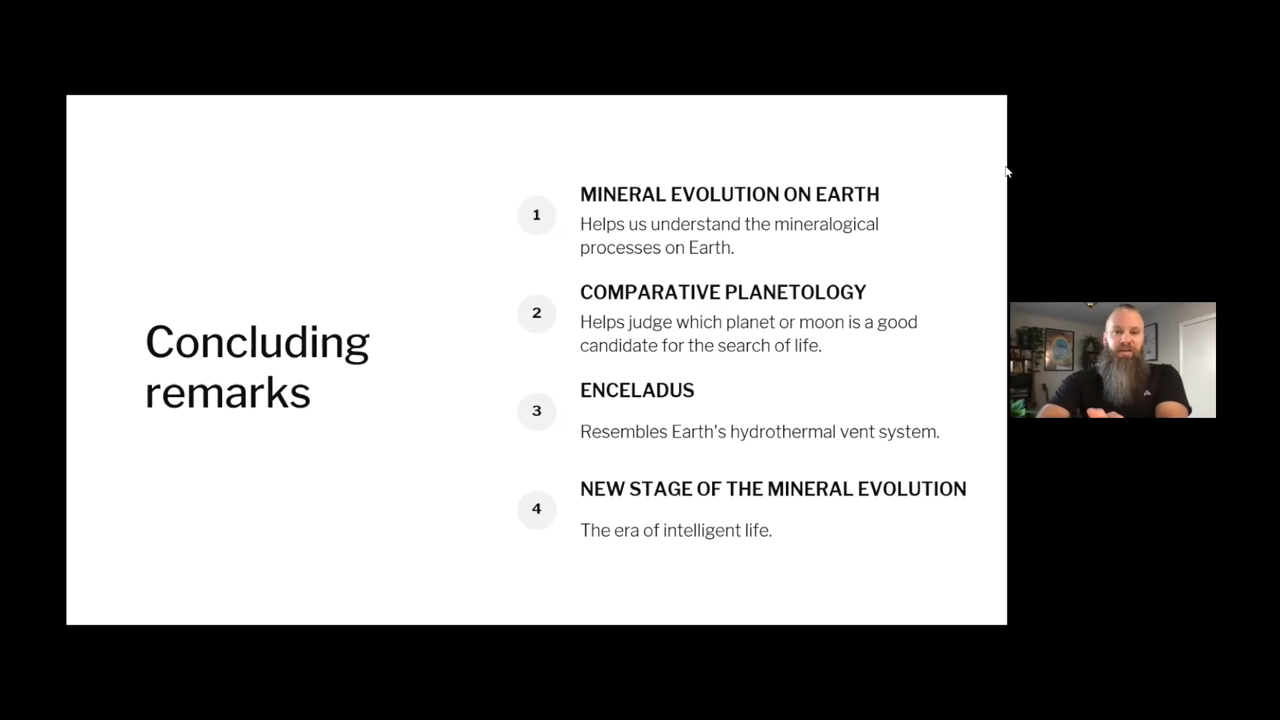 Concluding
remarks
1
MINERAL EVOLUTION ON EARTH
Helps us understand the mineralogical
processes on Earth.
2
COMPARATIVE PLANETOLOGY
Helps judge which planet or moon is a good
candidate for the search of life.
3
ENCELADUS
Resembles Earth's hydrothermal vent system.
4
NEW STAGE OF THE MINERAL EVOLUTION
The era of intelligent life.